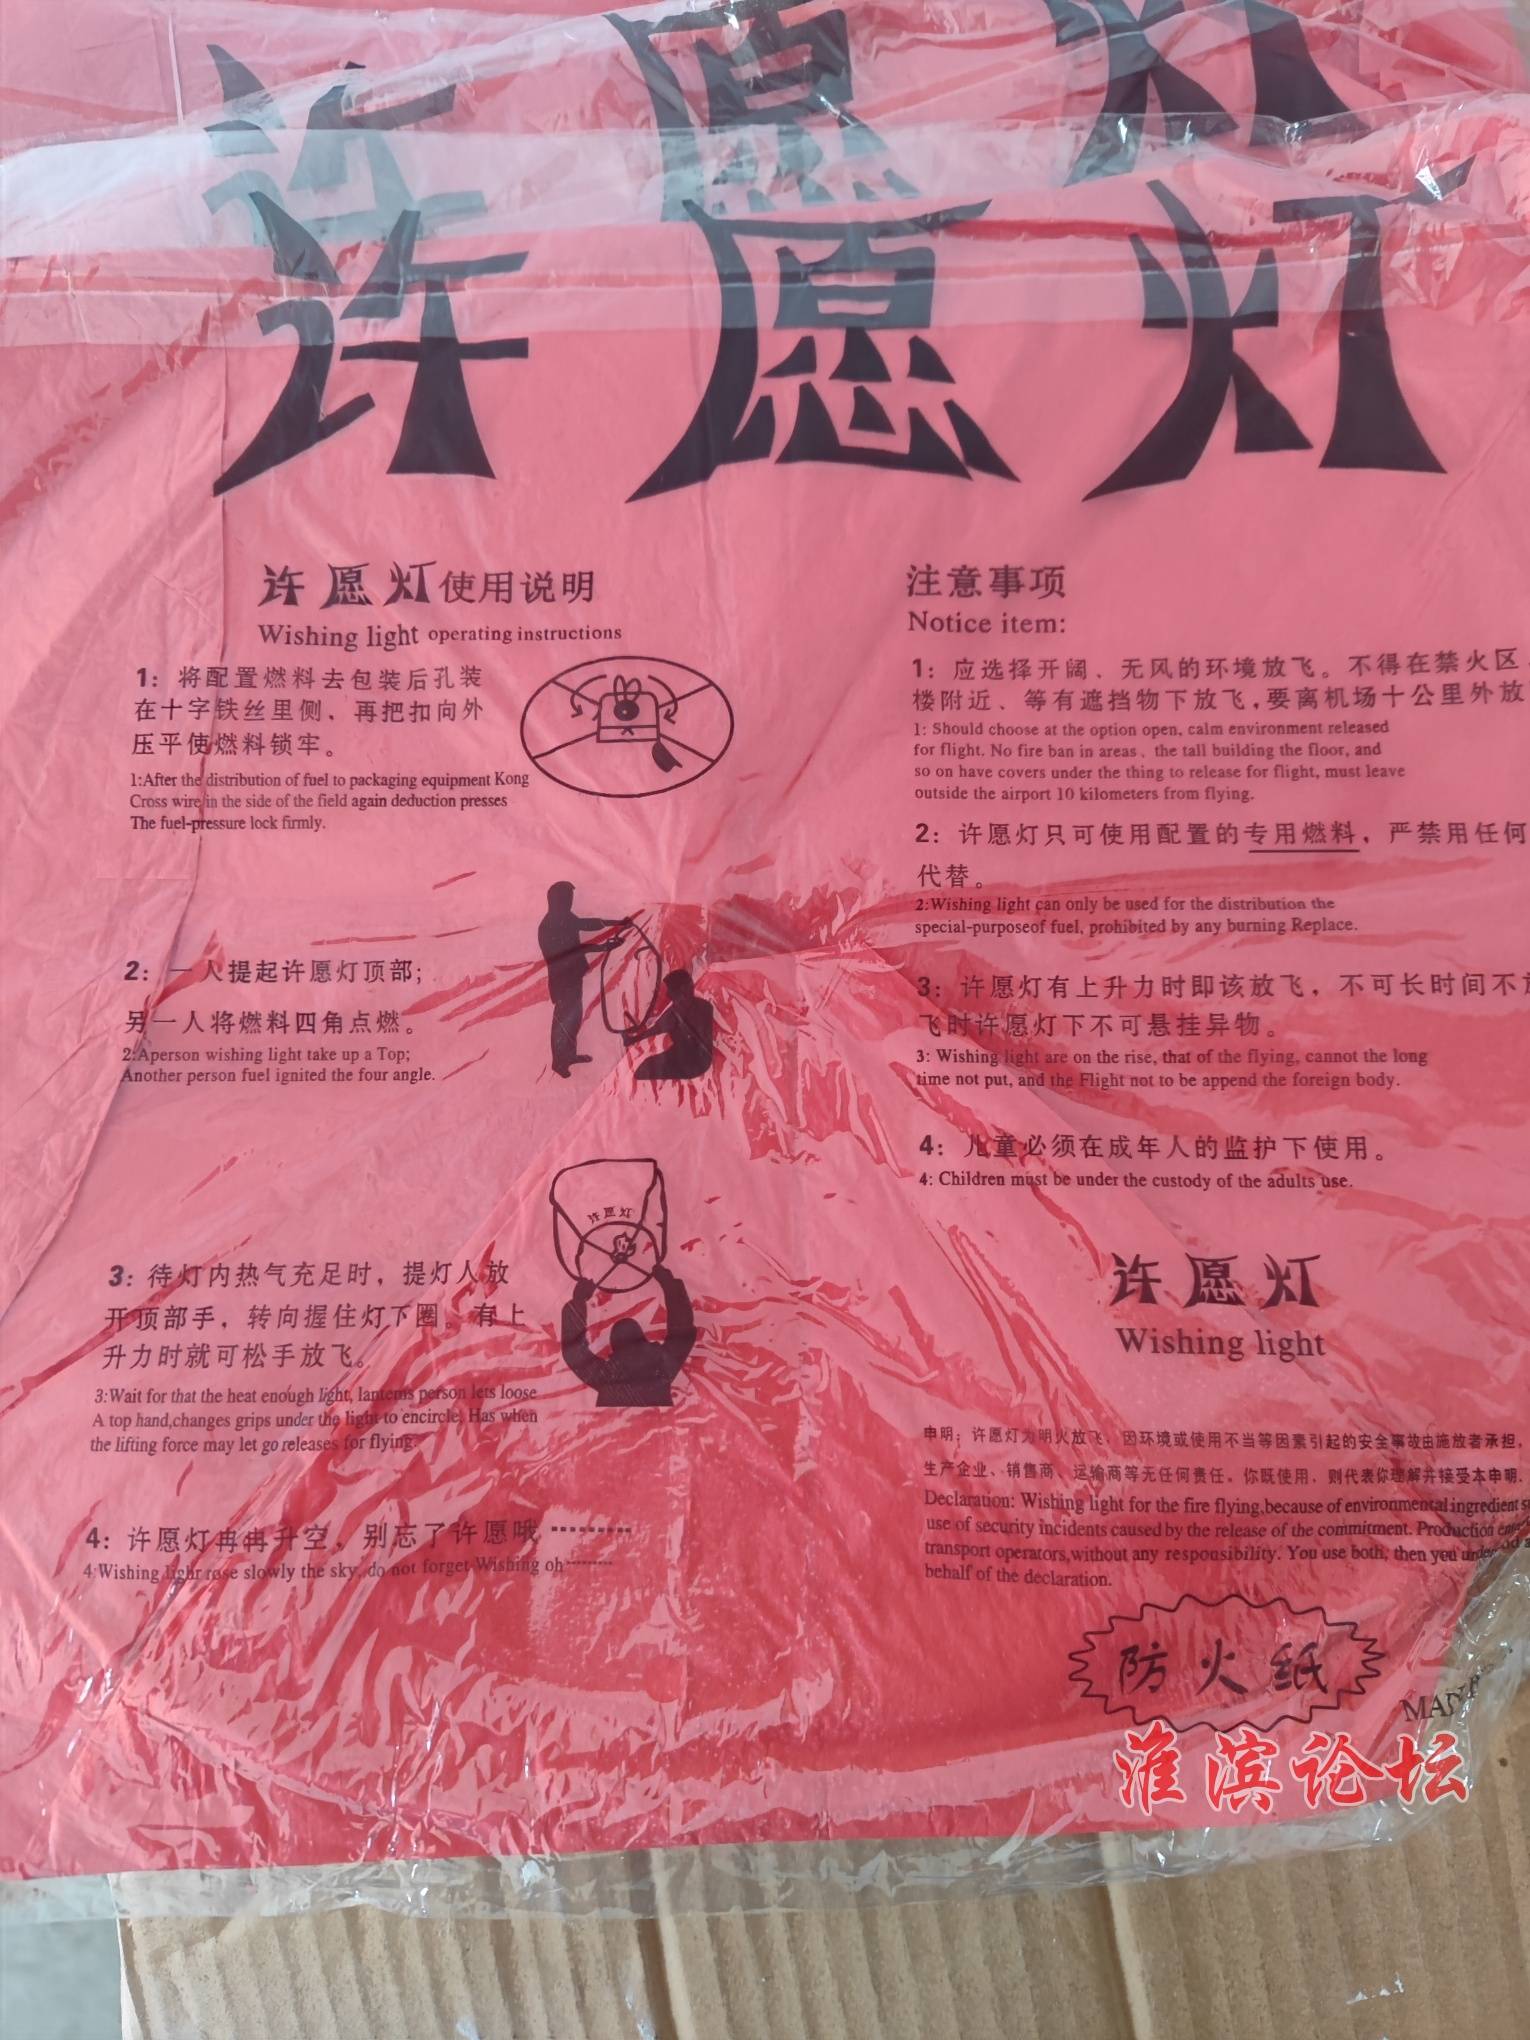 许愿灯
许愿灯
许愿灯使用说明
Wishing light operating instructions
1：将配置燃料去包装后孔装
在十字铁丝里侧，再把扣向外
压平使燃料锁牢。
1:After the distribution of fuel to packaging equipment Kong
Cross wire in the side of the field again deduction presses
The fuel-pressure lock firmly.
2：一人提起许愿灯顶部；
另一人将燃料四角点燃。
2:Aperson wishing light take up a Top;
Another person fuel ignited the four angle.
许愿灯
3：待灯内热气充足时，提灯人放
开顶部手，转向握住灯下圈。有上
升力时就可松手放飞。
3:Wait for that the heat enough light, lanterns person lets loose
A top hand,changes grips under the light to encircle, Has when
the lifting force may let go releases for flying.
4：许愿灯冉冉升空，别忘了许愿哦··········
4:Wishing lighr rose slowly the sky, do not forget Wishing oh·········
注意事项
Notice item:
1：应选择开阔、无风的环境放飞。不得在禁火区
楼附近、等有遮挡物下放飞，要离机场十公里外放
1: Should choose at the option open, calm environment released
for flight. No fire ban in areas、the tall building the floor, and
so on have covers under the thing to release for flight, must leave
outside the airport 10 kilometers from flying.
2：许愿灯只可使用配置的专用燃料，严禁用任何
代替。
2:Wishing light can only be used for the distribution the
special-purposeof fuel, prohibited by any burning Replace.
3：许愿灯有上升力时即该放飞，不可长时间不
飞时许愿灯下不可悬挂异物。
3: Wishing light are on the rise, that of the flying, cannot the long
time not put, and the Flight not to be append the foreign body.
4：儿童必须在成年人的监护下使用。
4: Children must be under the custody of the adults use.
许愿灯
Wishing light
申明：许愿灯为明火放飞，因环境或使用不当等因素引起的安全事故由施放者承担，
生产企业、销售商、运输商等无任何责任。你既使用，则代表你理解并接受本申明.
Declaration: Wishing light for the fire flying,because of environmental ingredient
use of security incidents caused by the release of the commitment. Production
transport operators,without any responsibility. You use both, then you
behalf of the declaration.
防火纸
淮滨论坛